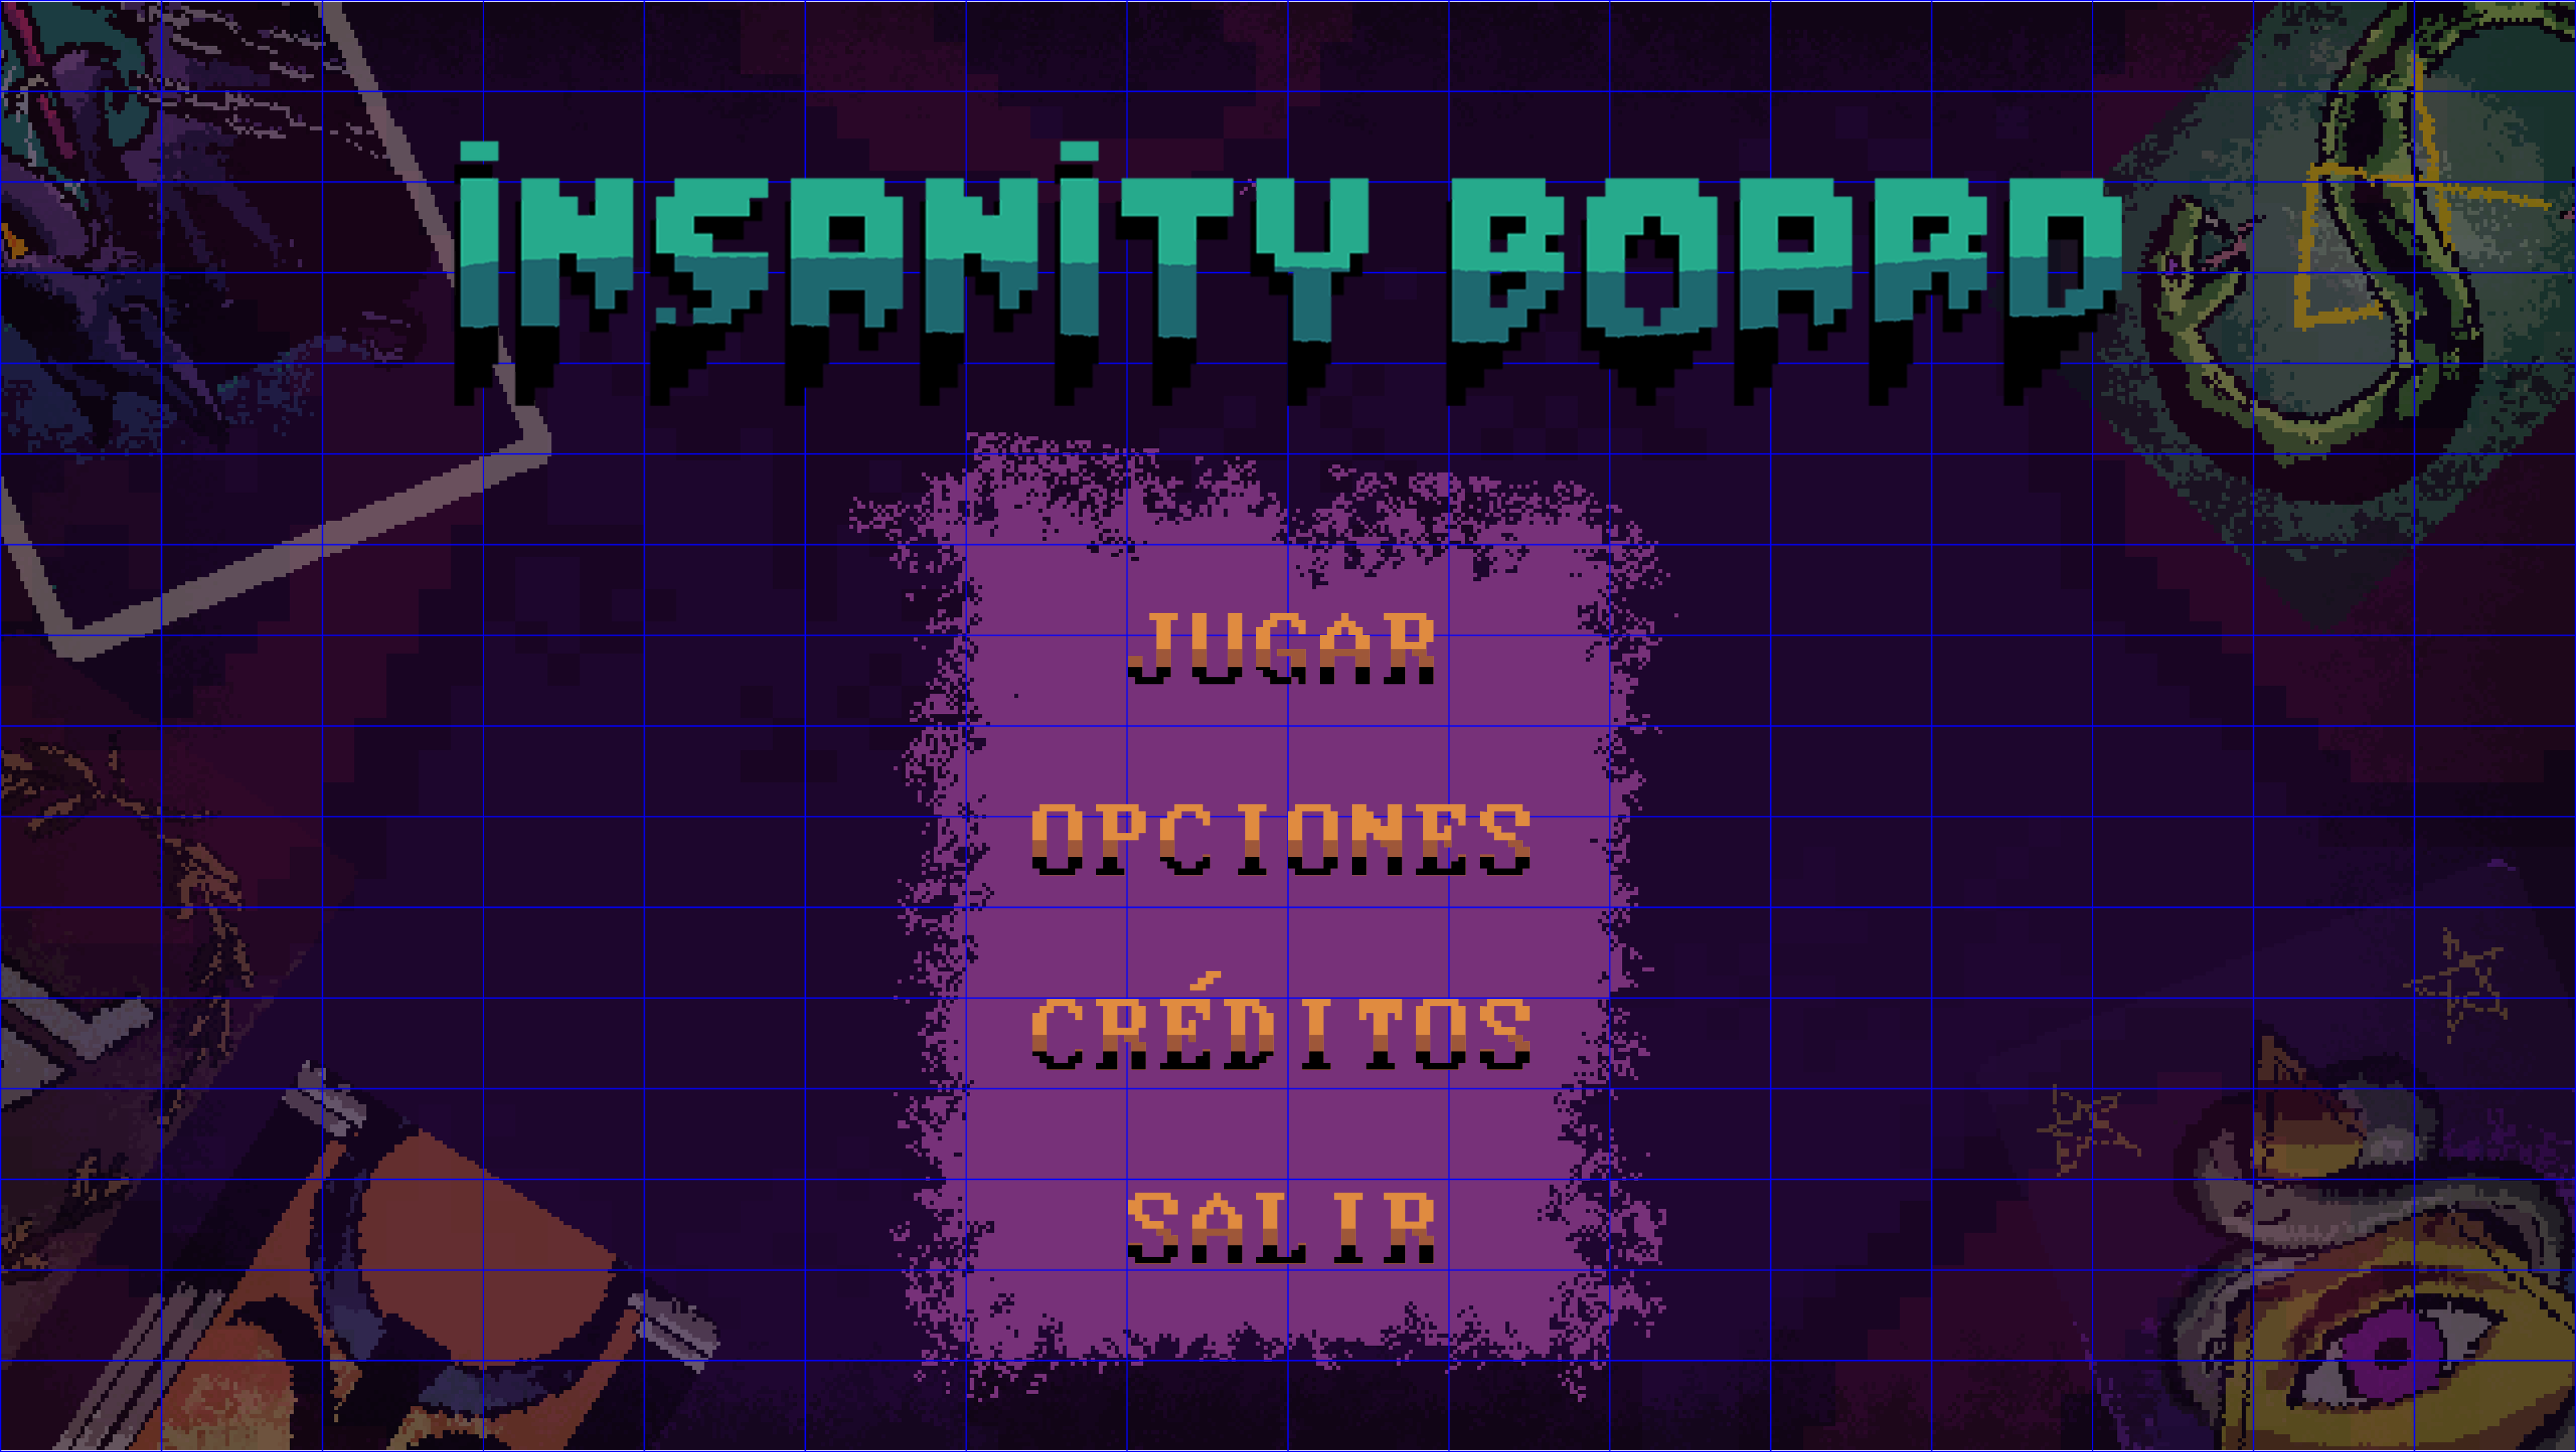 INSANITY BOARD
JUGAR
OPCIONES
CRÉDITOS
SALIR